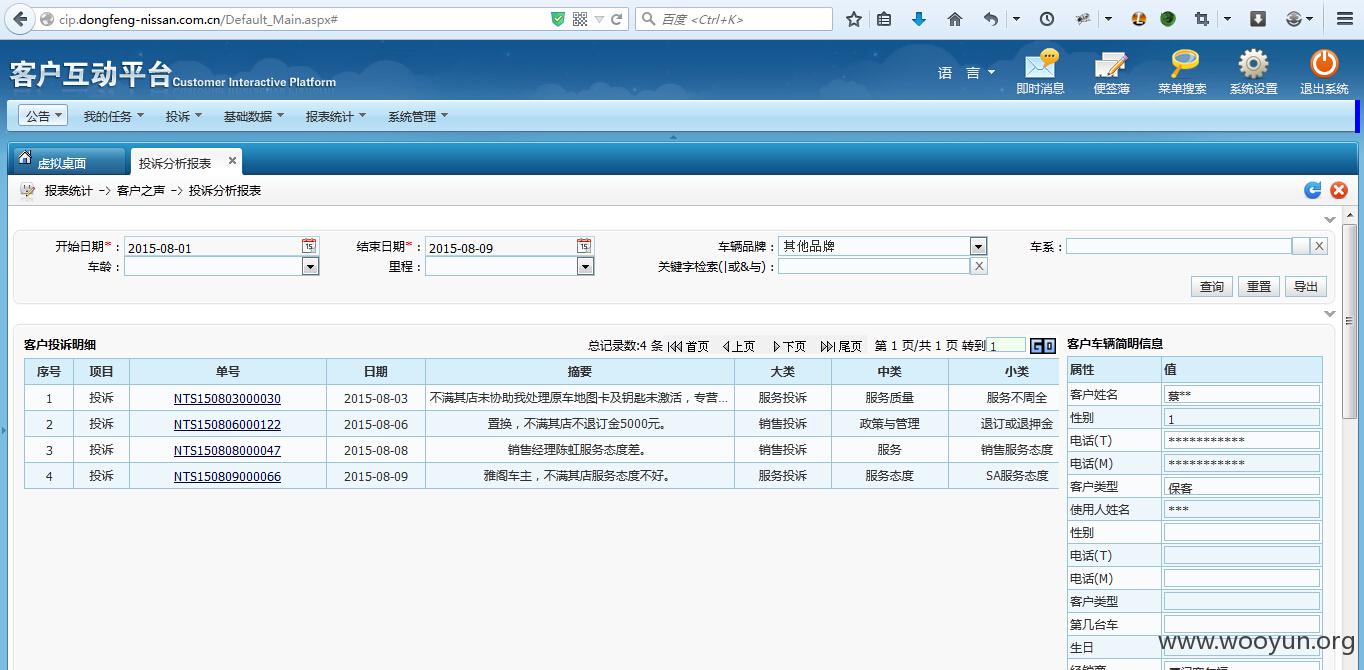 cip.dongfeng-nissan.com.cn/Default_Main.aspx#
百度 <Ctrl+K>
客户互动平台Customer Interactive Platform
语 言
即时消息 便签薄 菜单搜索 系统设置 退出系统
公告 我的任务 投诉 基础数据 报表统计 系统管理
虚拟桌面 投诉分析报表
报表统计 -> 客户之声 -> 投诉分析报表
开始日期*： 2015-08-01 结束日期*： 2015-08-09 车辆品牌： 其他品牌 车系： X
车龄： 里程： 关键字检索(|或&与)： X
查询 重置 导出
客户投诉明细 总记录数:4 条 首页 上页 下页 尾页 第 1 页/共 1 页 转到 1 GO
序号 项目 单号 日期 摘要 大类 中类 小类
1 投诉 NTS150803000030 2015-08-03 不满其店未协助我处理原车地图卡及钥匙未激活，专营... 服务投诉 服务质量 服务不周全
2 投诉 NTS150806000122 2015-08-06 置换，不满其店不退订金5000元。 销售投诉 政策与管理 退订或退押金
3 投诉 NTS150808000047 2015-08-08 销售经理陈虹服务态度差。 销售投诉 服务 销售服务态度
4 投诉 NTS150809000066 2015-08-09 雅阁车主，不满其店服务态度不好。 服务投诉 服务态度 SA服务态度
客户车辆简明信息
属性 值
客户姓名 蔡**
性别 1
电话(T) ***********
电话(M) ***********
客户类型 保客
使用人姓名 ***
性别
电话(T)
电话(M)
客户类型
第几台车
生日
www.wooyun.org